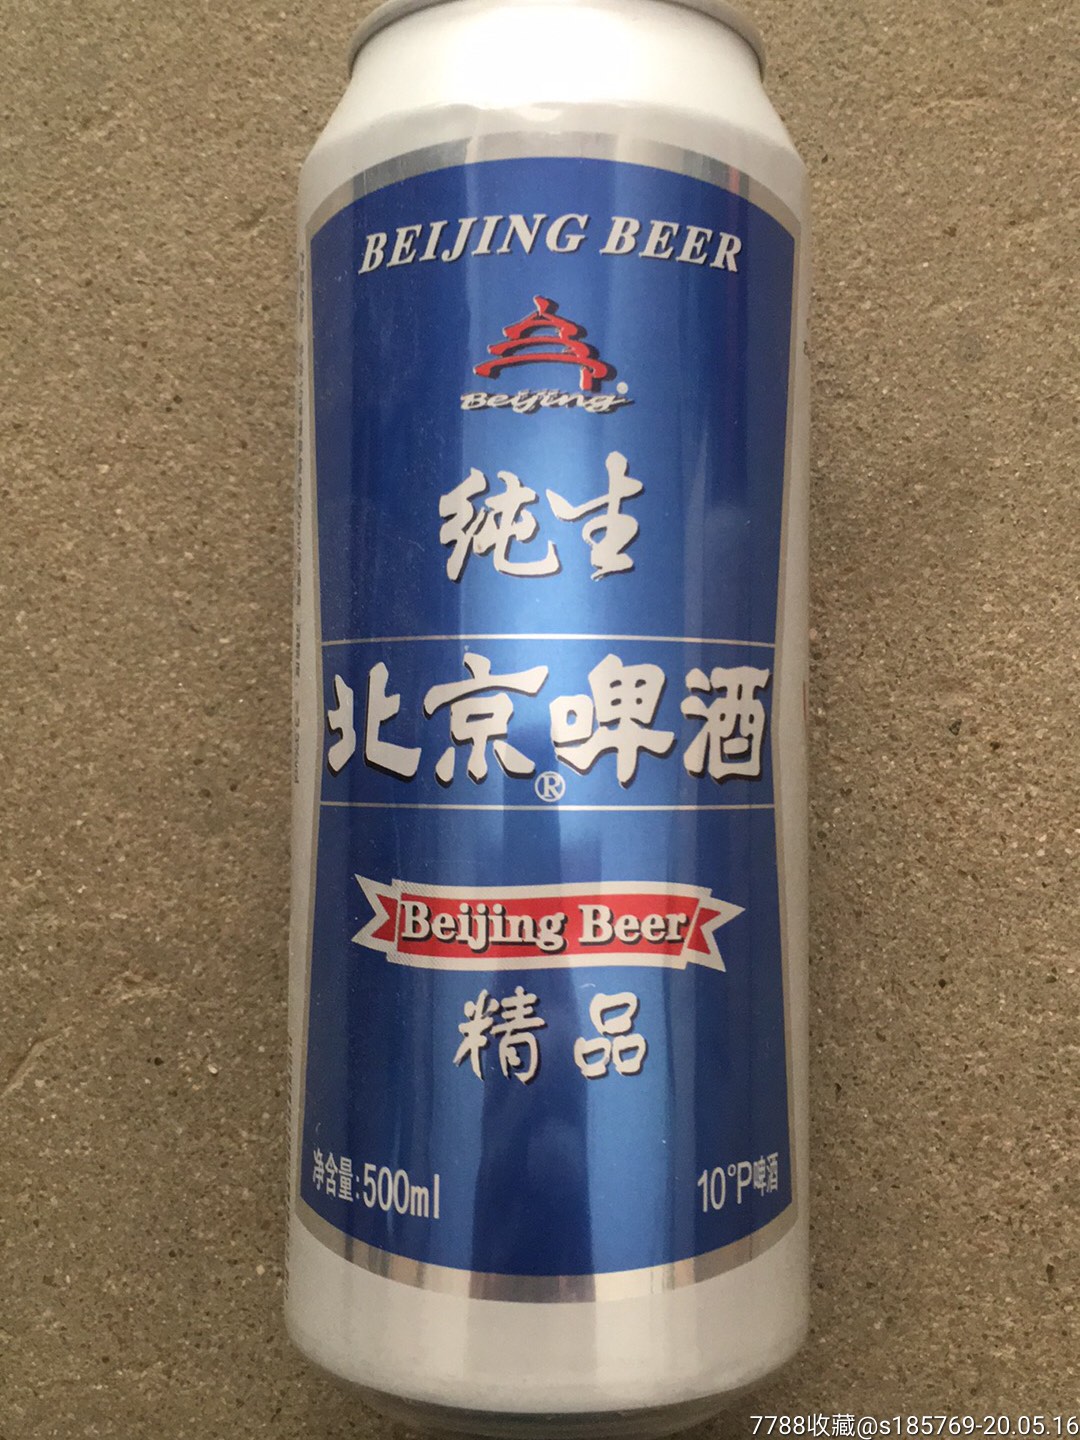 BEIJING BEER
Beijing
纯生
北京啤酒
®
Beijing Beer
精品
净含量:500ml
10°P啤酒
7788收藏@s185769-20.05.16